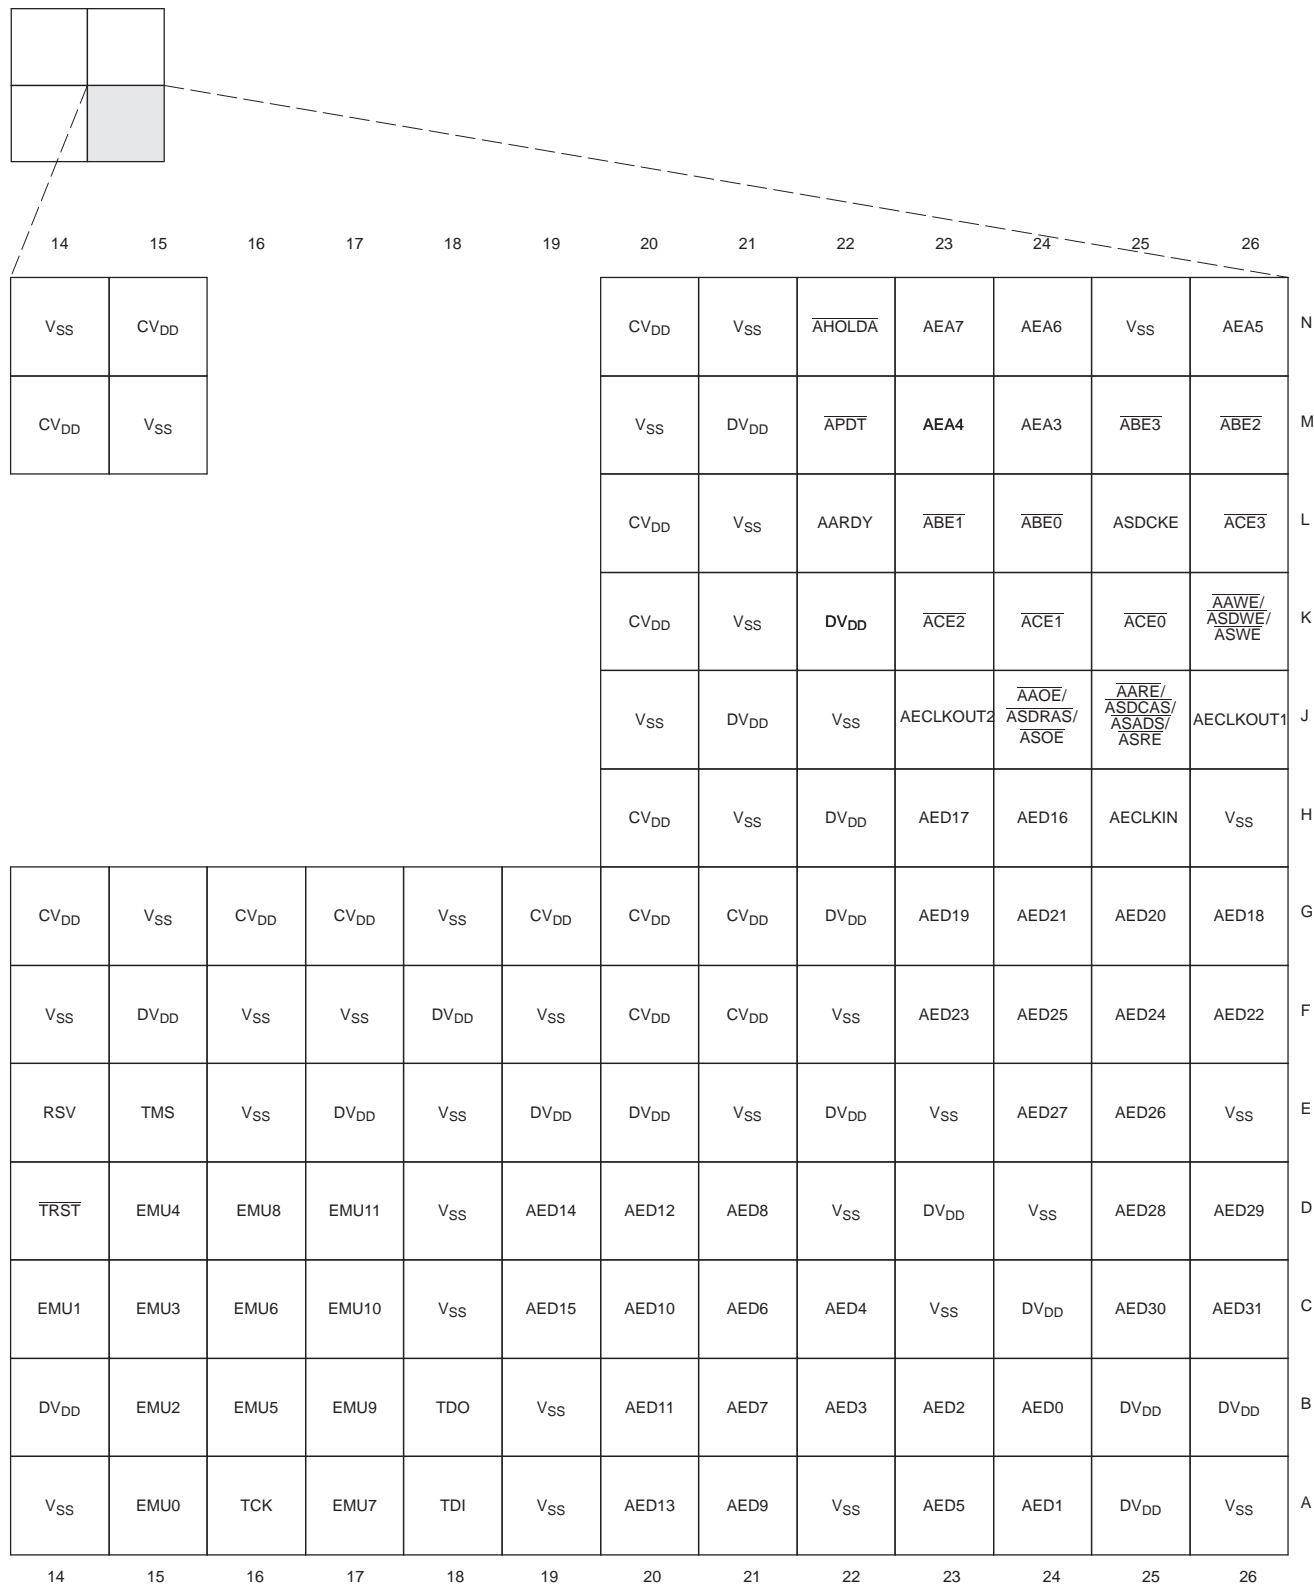 14 15 16 17 18 19 20 21 22 23 24 25 26
VSS CVDD CVDD VSS AHOLDA AEA7 AEA6 VSS AEA5 N
CVDD VSS VSS DVDD APDT AEA4 AEA3 ABE3 ABE2 M
CVDD VSS AARDY ABE1 ABE0 ASDCKE ACE3 L
CVDD VSS DVDD ACE2 ACE1 ACE0 AAWE/ ASDWE/ ASWE K
VSS DVDD VSS AECLKOUT2 AAOE/ ASDRAS/ ASOE AARE/ ASDCAS/ ASADS/ ASRE AECLKOUT1 J
CVDD VSS DVDD AED17 AED16 AECLKIN VSS H
CVDD VSS CVDD CVDD VSS CVDD CVDD CVDD DVDD AED19 AED21 AED20 AED18 G
VSS DVDD VSS VSS DVDD VSS CVDD CVDD VSS AED23 AED25 AED24 AED22 F
RSV TMS VSS DVDD VSS DVDD DVDD VSS DVDD VSS AED27 AED26 VSS E
TRST EMU4 EMU8 EMU11 VSS AED14 AED12 AED8 VSS DVDD VSS AED28 AED29 D
EMU1 EMU3 EMU6 EMU10 VSS AED15 AED10 AED6 AED4 VSS DVDD AED30 AED31 C
DVDD EMU2 EMU5 EMU9 TDO VSS AED11 AED7 AED3 AED2 AED0 DVDD DVDD B
VSS EMU0 TCK EMU7 TDI VSS AED13 AED9 VSS AED5 AED1 DVDD VSS A
14 15 16 17 18 19 20 21 22 23 24 25 26